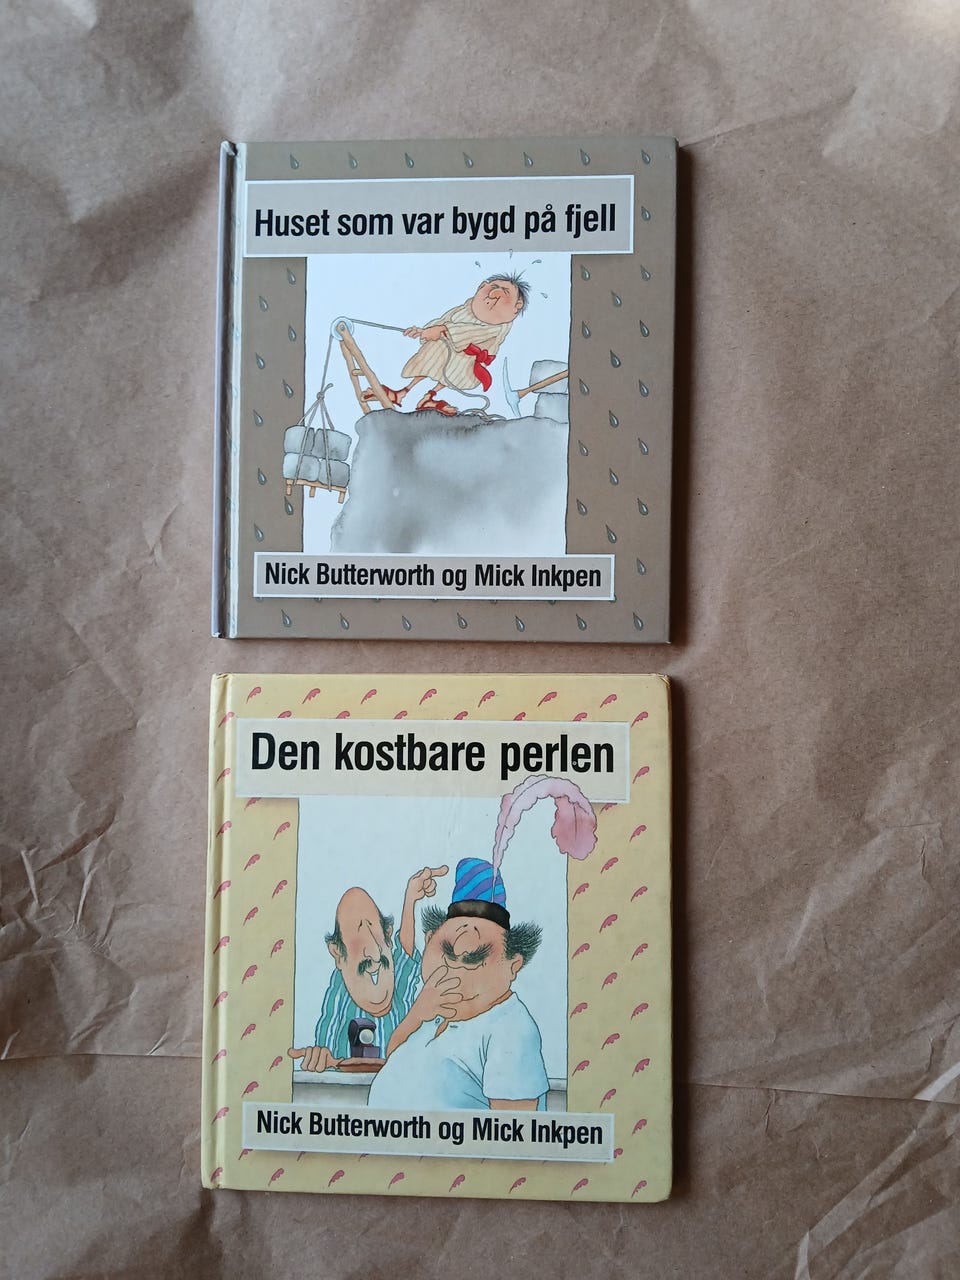 Huset som var bygd på fjell
Nick Butterworth og Mick Inkpen
Den kostbare perlen
Nick Butterworth og Mick Inkpen